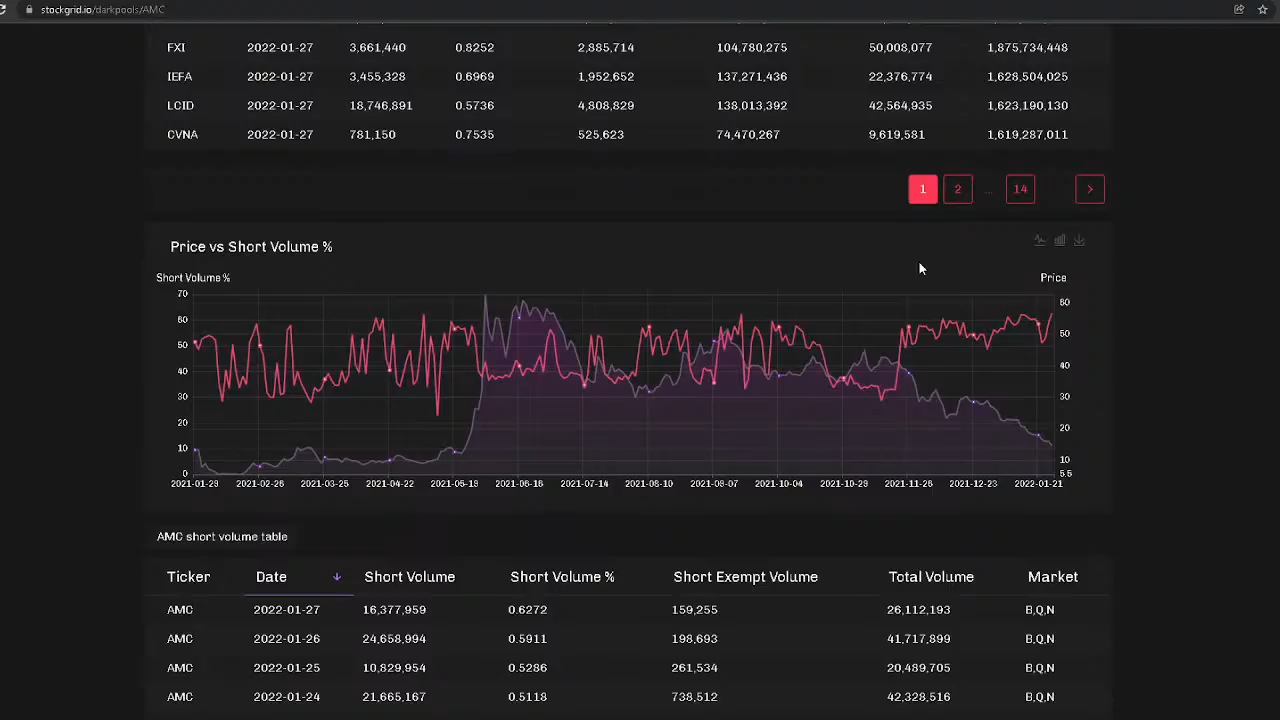 stockgrid.io/darkpools/AMC
FXI 2022-01-27 3,661,440 0.8252 2,885,714 104,780,275 50,008,077 1,875,734,448
IEFA 2022-01-27 3,455,328 0.6969 1,952,652 137,271,436 22,376,774 1,628,504,025
LCID 2022-01-27 18,746,891 0.5736 4,808,829 138,013,392 42,564,935 1,623,190,130
CVNA 2022-01-27 781,150 0.7535 525,623 74,470,267 9,619,581 1,619,287,011
1 2 ... 14 >
Price vs Short Volume %
Short Volume % Price
70
60
50
40
30
20
10
0
60
50
40
30
20
10
5.5
2021-01-29 2021-02-26 2021-03-25 2021-04-22 2021-05-19 2021-06-16 2021-07-14 2021-08-10 2021-09-07 2021-10-04 2021-10-29 2021-11-26 2021-12-23 2022-01-21
AMC short volume table
Ticker Date ↓ Short Volume Short Volume % Short Exempt Volume Total Volume Market
AMC 2022-01-27 16,377,959 0.6272 159,255 26,112,193 B,Q,N
AMC 2022-01-26 24,658,994 0.5911 198,693 41,717,899 B,Q,N
AMC 2022-01-25 10,829,954 0.5286 261,534 20,489,705 B,Q,N
AMC 2022-01-24 21,665,167 0.5118 738,512 42,328,516 B,Q,N